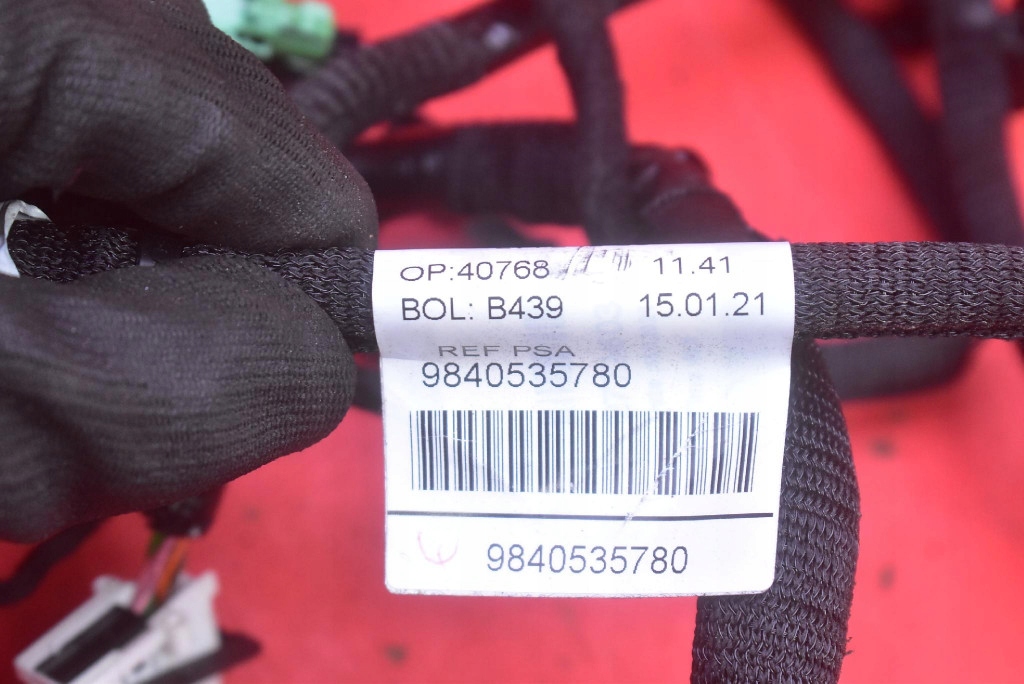 OP:40768 11.41
BOL: B439 15.01.21
REF PSA
9840535780
9840535780